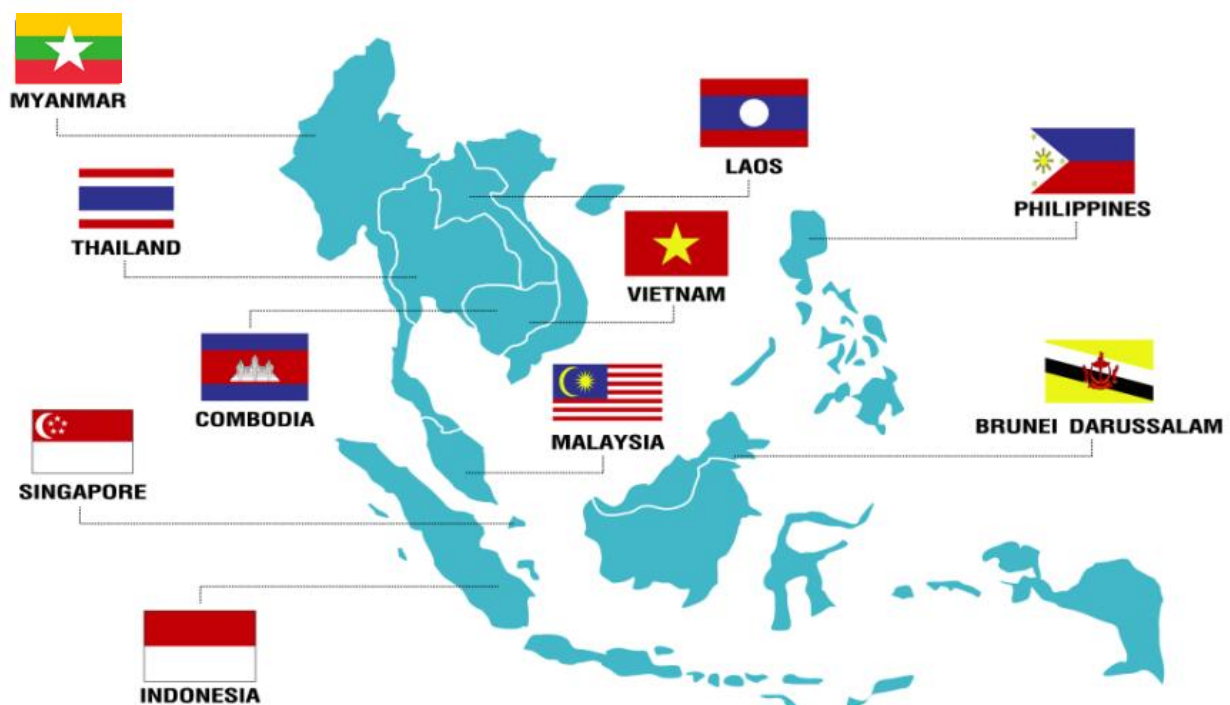 MYANMAR
LAOS
THAILAND
PHILIPPINES
VIETNAM
COMBODIA
MALAYSIA
BRUNEI DARUSSALAM
SINGAPORE
INDONESIA